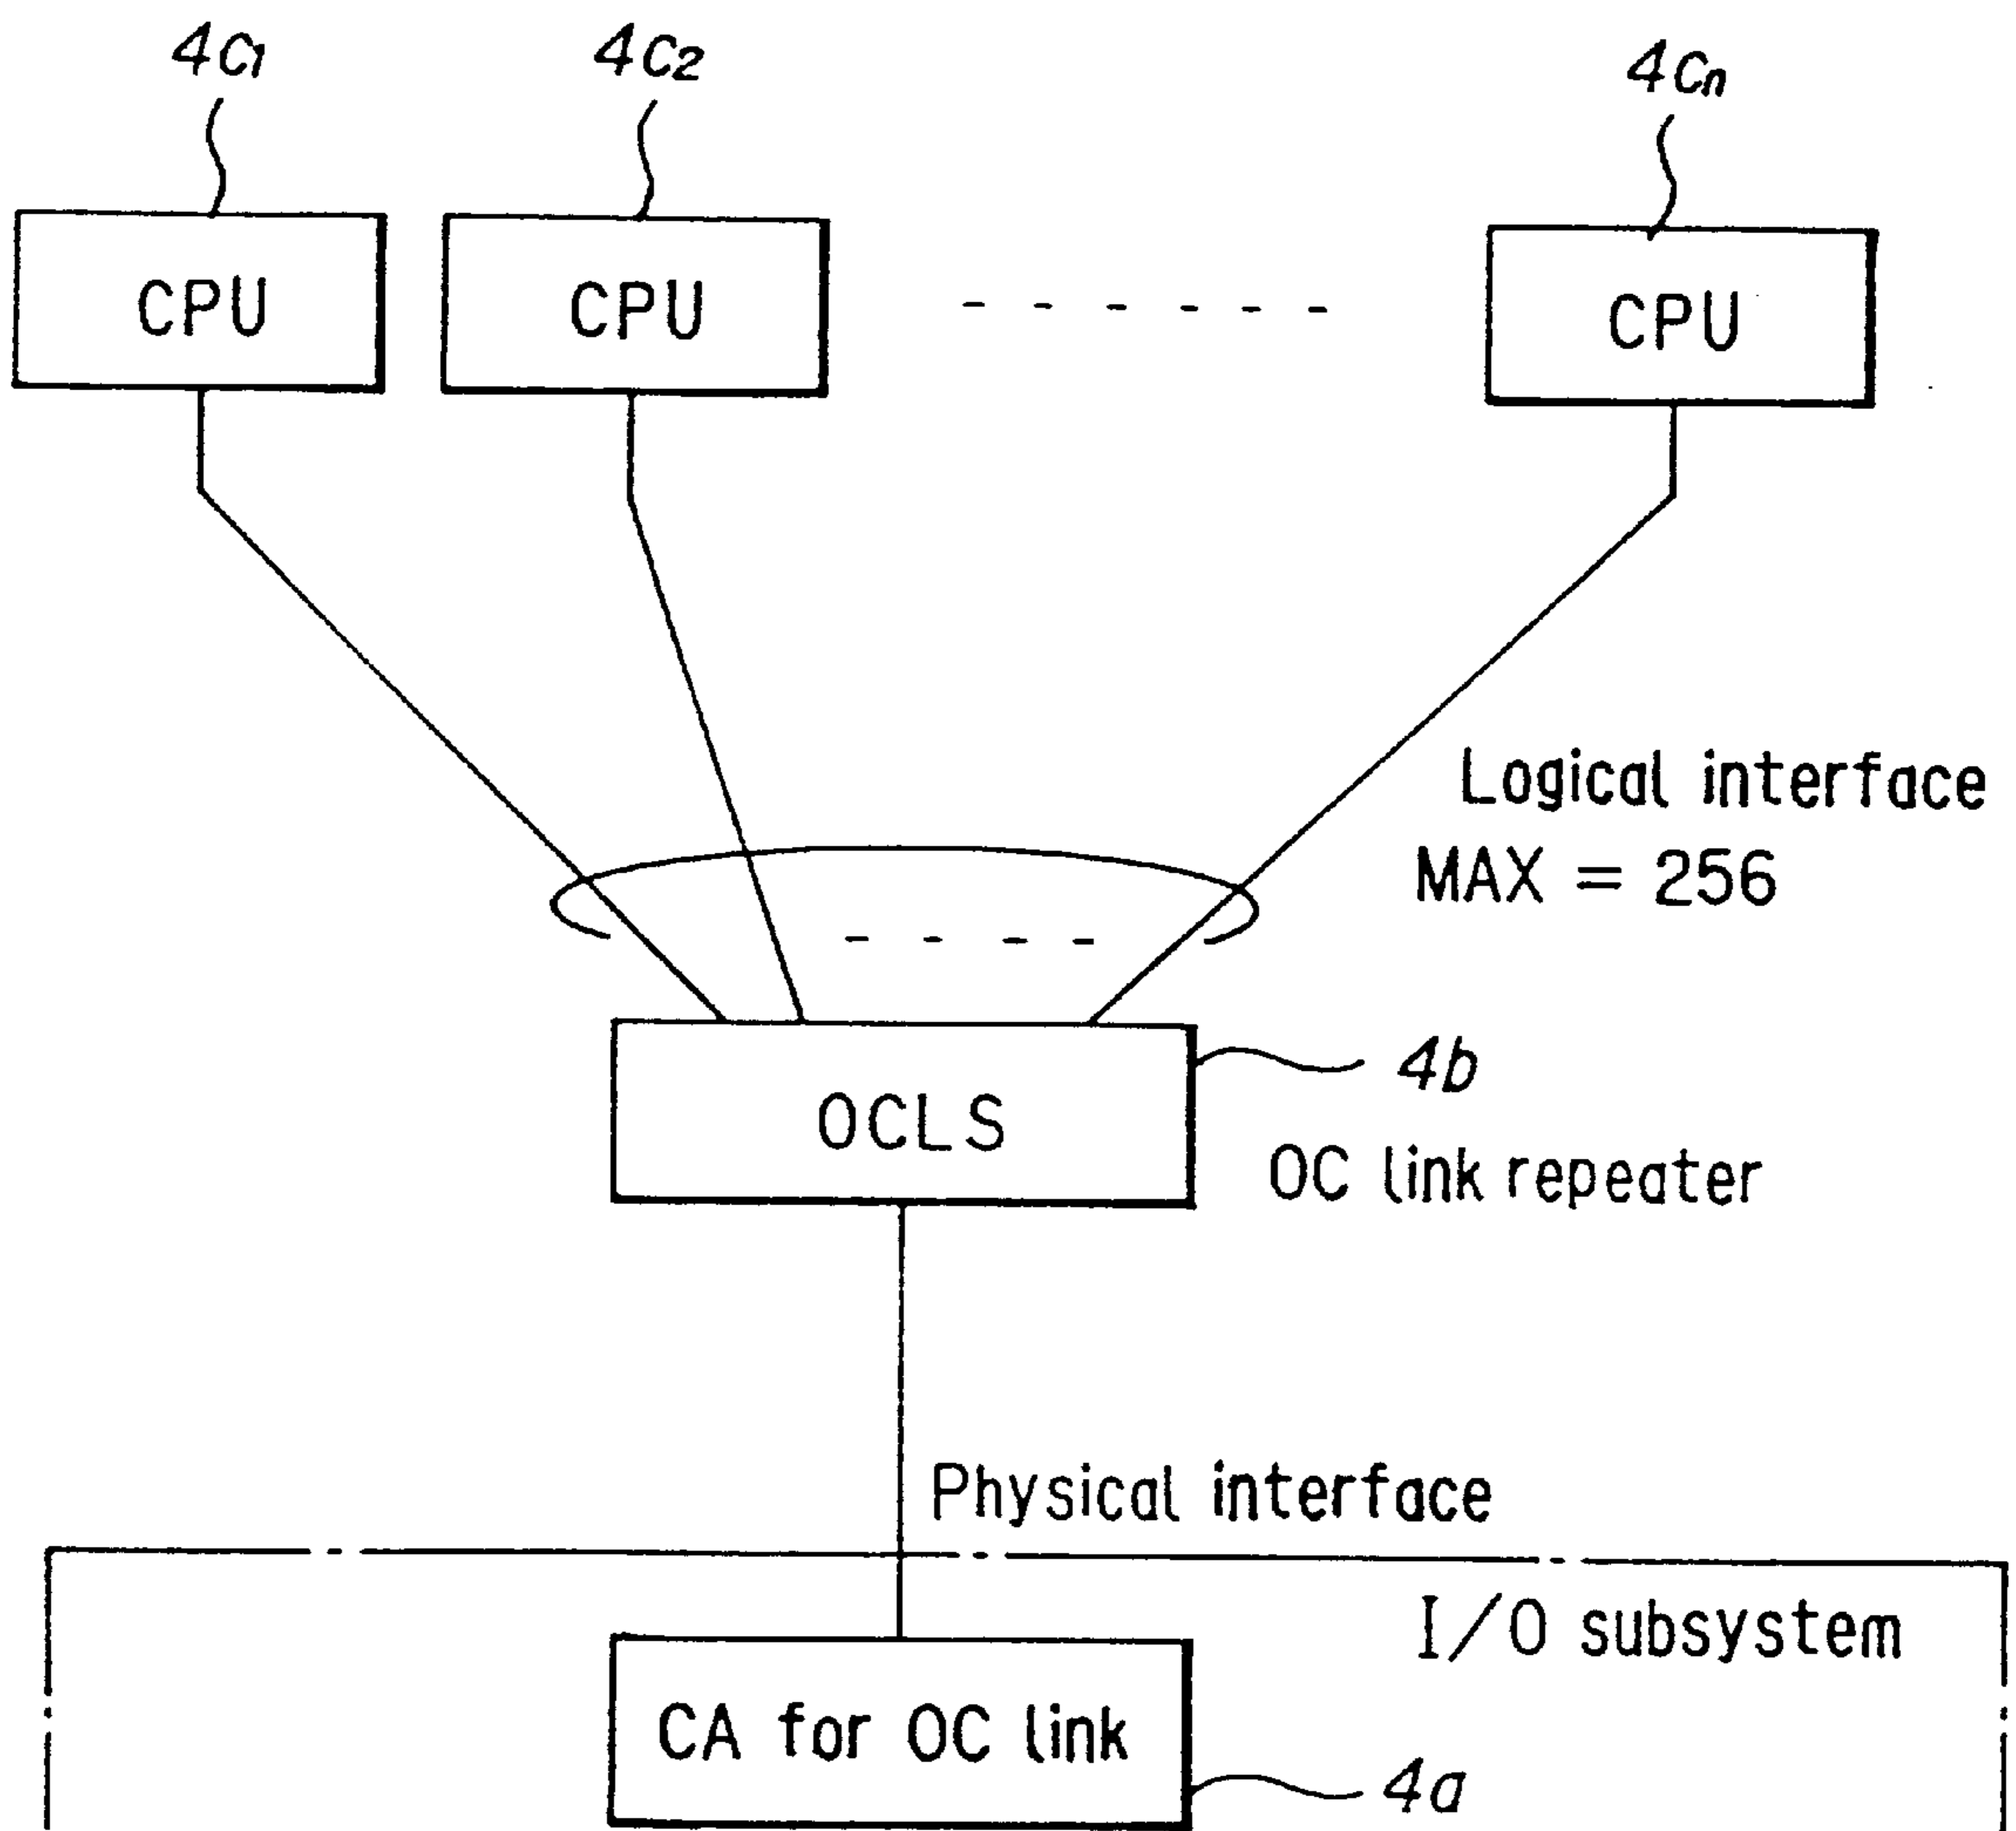 4c1
4c2
4cn
CPU
CPU
CPU
Logical interface
MAX = 256
OCLS
4b
OC link repeater
Physical interface
I/O subsystem
CA for OC link
4a